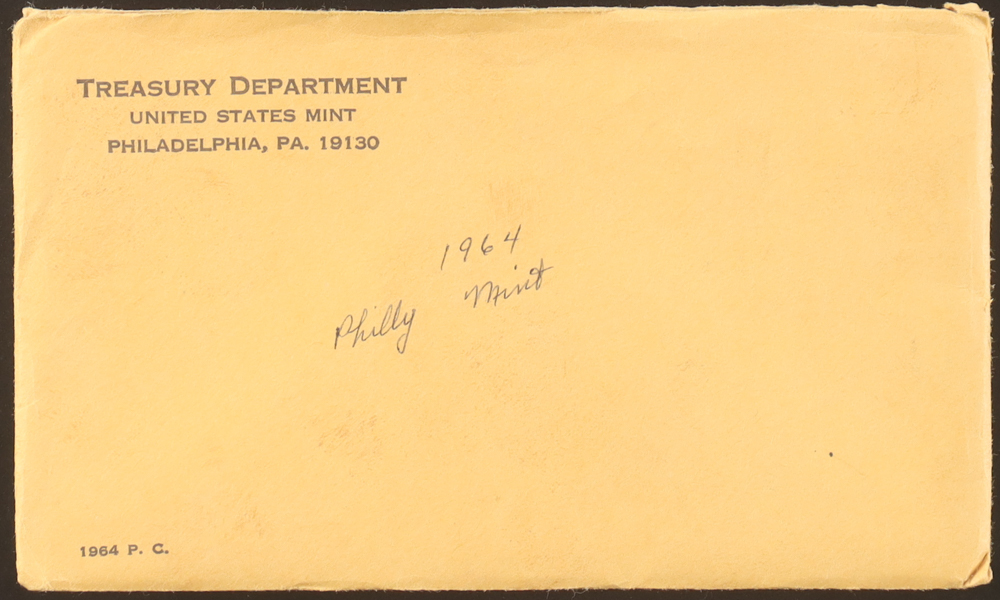 TREASURY DEPARTMENT
UNITED STATES MINT
PHILADELPHIA, PA. 19130
1964
Philly Mint
1964 P. C.